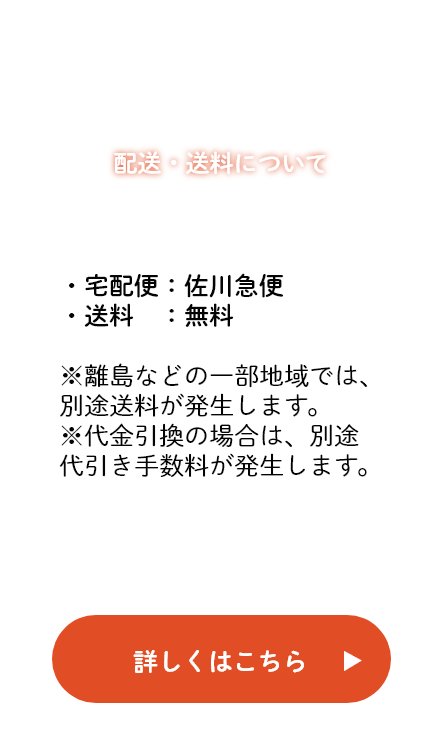 配送・送料について
・宅配便：佐川急便
・送料　：無料
※離島などの一部地域では、
別途送料が発生します。
※代金引換の場合は、別途
代引き手数料が発生します。
詳しくはこちら